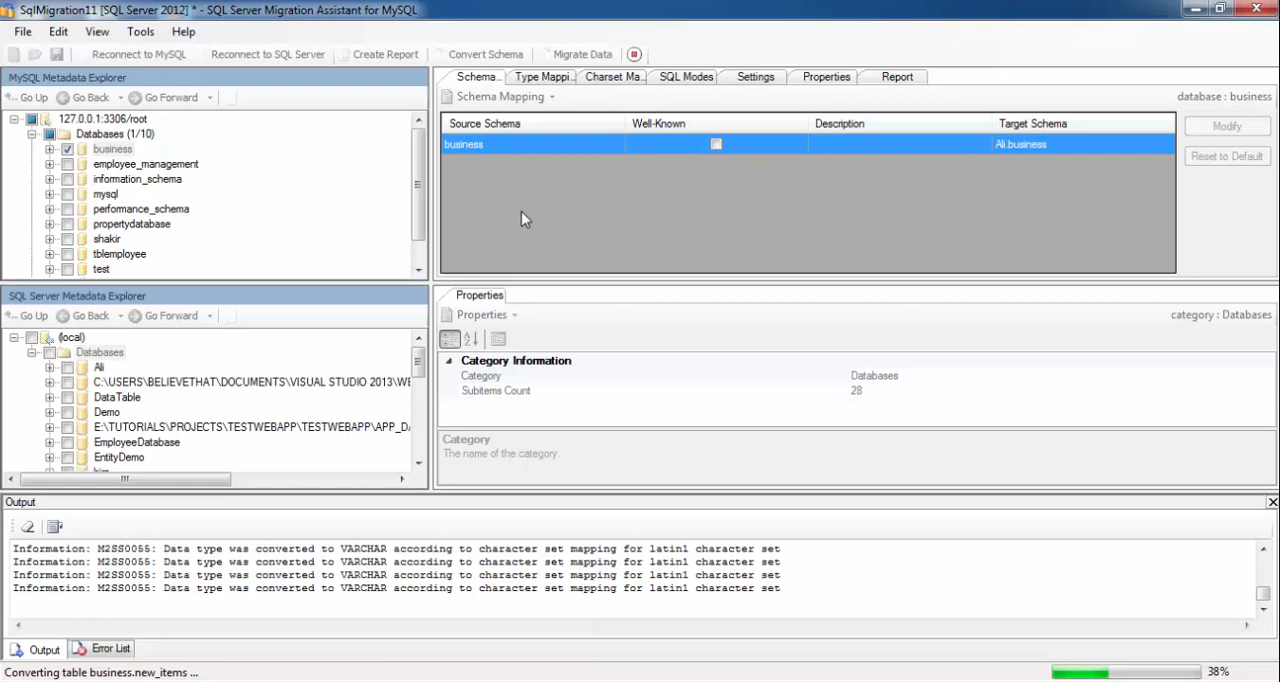 SqlMigration11 [SQL Server 2012] * - SQL Server Migration Assistant for MySQL
File Edit View Tools Help
Reconnect to MySQL Reconnect to SQL Server Create Report Convert Schema Migrate Data
MySQL Metadata Explorer
Go Up Go Back Go Forward
127.0.0.1:3306/root
Databases (1/10)
business
employee_management
information_schema
mysql
performance_schema
propertydatabase
shakir
tblemployee
test
Schema... Type Mappi... Charset Ma... SQL Modes Settings Properties Report
Schema Mapping database : business
Source Schema Well-Known Description Target Schema
business Ali.business
Modify
Reset to Default
SQL Server Metadata Explorer
Go Up Go Back Go Forward
(local)
Databases
Ali
C:\USERS\BELIEVETHAT\DOCUMENTS\VISUAL STUDIO 2013\WE
DataTable
Demo
E:\TUTORIALS\PROJECTS\TESTWEBAPP\TESTWEBAPP\APP_DA
EmployeeDatabase
EntityDemo
Properties
Properties category : Databases
Category Information
Category Databases
Subitems Count 28
Category
The name of the category.
Output
Information: M2SS0055: Data type was converted to VARCHAR according to character set mapping for latin1 character set
Information: M2SS0055: Data type was converted to VARCHAR according to character set mapping for latin1 character set
Information: M2SS0055: Data type was converted to VARCHAR according to character set mapping for latin1 character set
Information: M2SS0055: Data type was converted to VARCHAR according to character set mapping for latin1 character set
Output Error List
Converting table business.new_items ... 38%